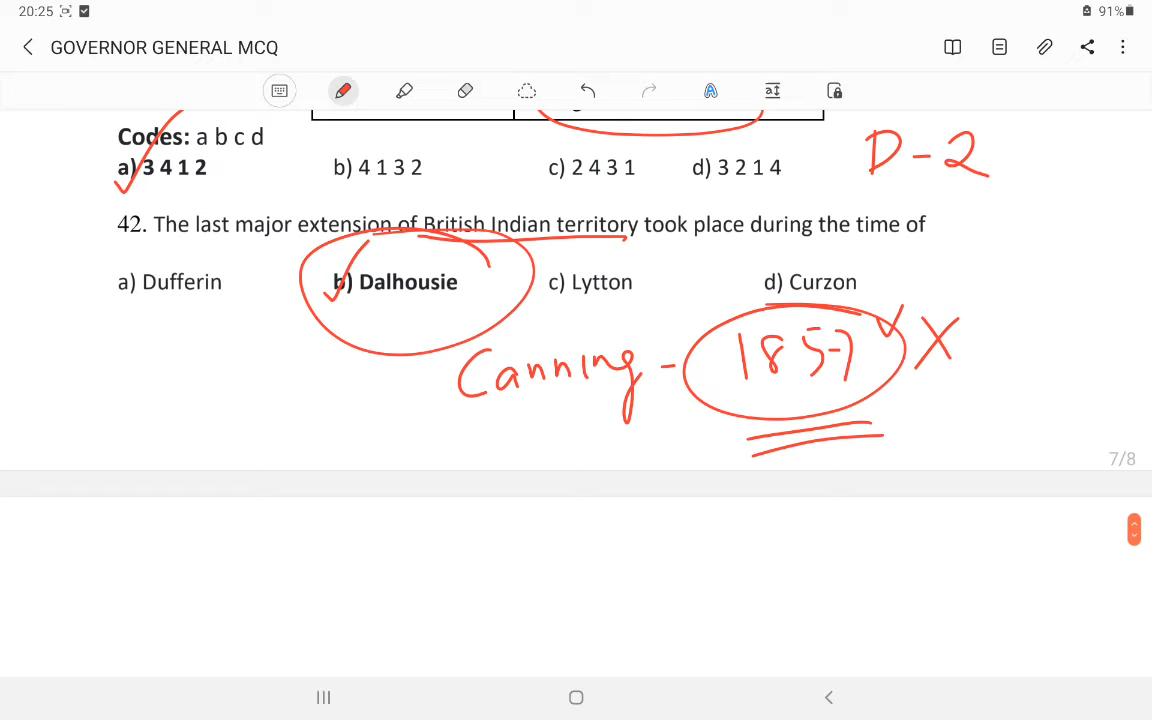 20:25 91%
GOVERNOR GENERAL MCQ
Codes: a b c d
a) 3 4 1 2 b) 4 1 3 2 c) 2 4 3 1 d) 3 2 1 4
D-2
42. The last major extension of British Indian territory took place during the time of
a) Dufferin b) Dalhousie c) Lytton d) Curzon
Canning - 1857 X
7/8